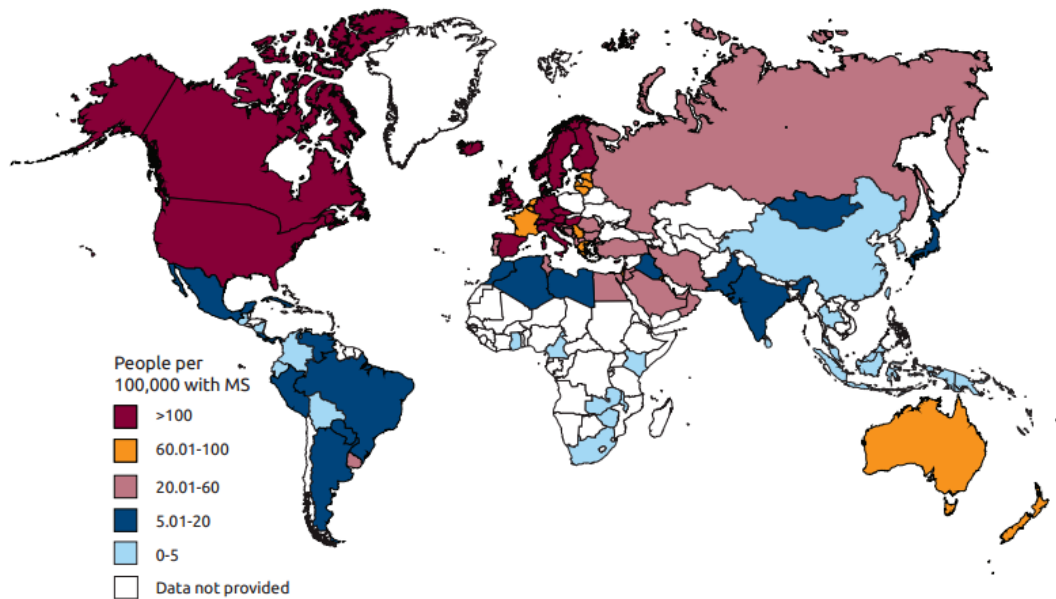 People per
100,000 with MS
>100
60.01-100
20.01-60
5.01-20
0-5
Data not provided